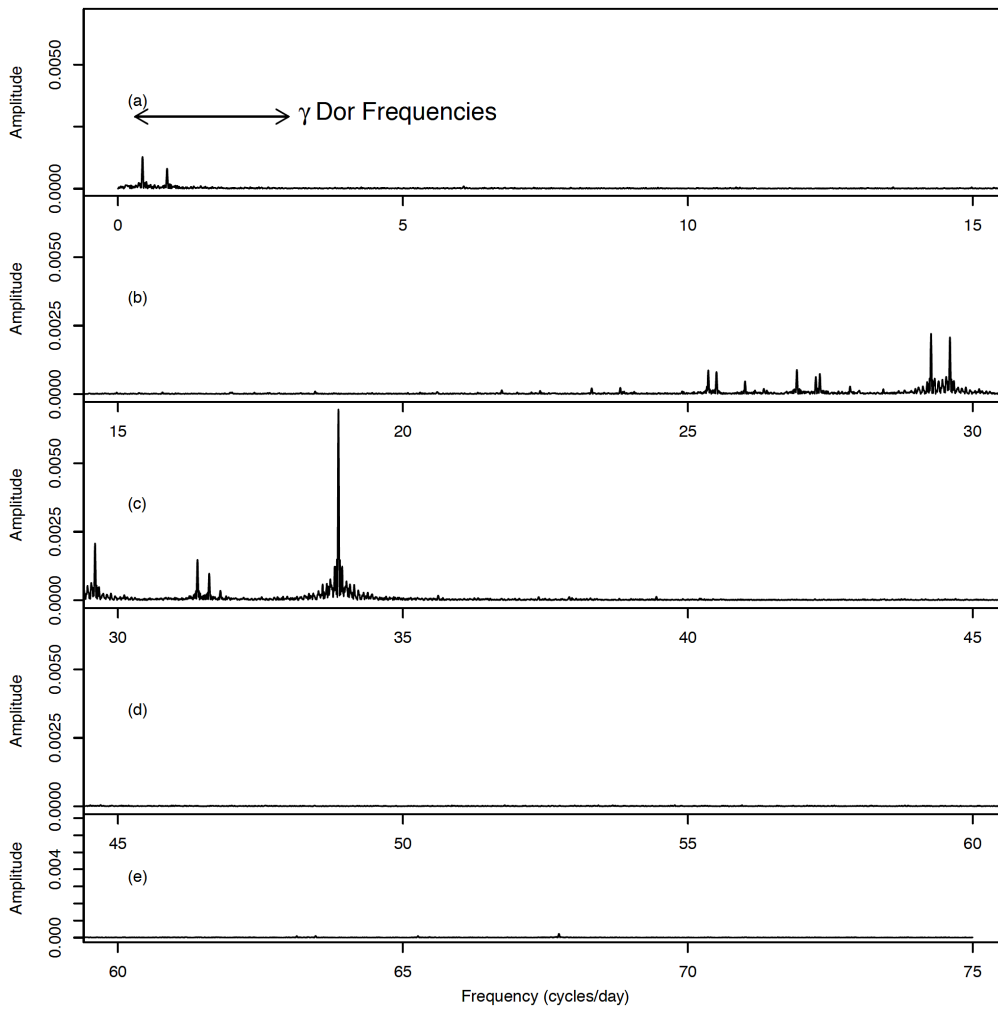 Amplitude
0.0000
0.0050
(a)
γ Dor Frequencies
0 5 10 15
Amplitude
0.0000 0.0025 0.0050
(b)
15 20 25 30
Amplitude
0.0000 0.0025 0.0050
(c)
30 35 40 45
Amplitude
0.0000 0.0025 0.0050
(d)
45 50 55 60
Amplitude
0.000 0.004
(e)
60 65 70 75
Frequency (cycles/day)